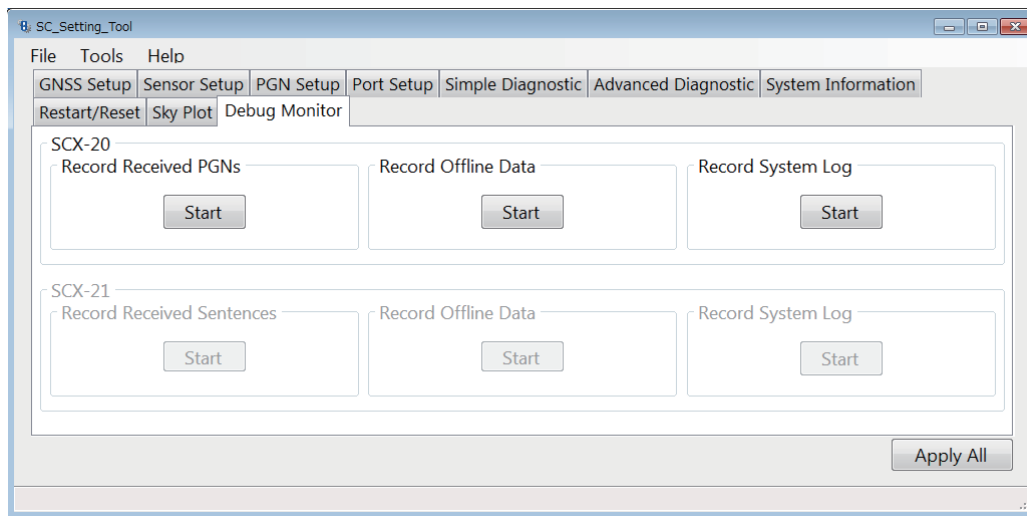 SC_Setting_Tool
File Tools Help
GNSS Setup Sensor Setup PGN Setup Port Setup Simple Diagnostic Advanced Diagnostic System Information
Restart/Reset Sky Plot Debug Monitor
SCX-20
Record Received PGNs Record Offline Data Record System Log
Start Start Start
SCX-21
Record Received Sentences Record Offline Data Record System Log
Start Start Start
Apply All